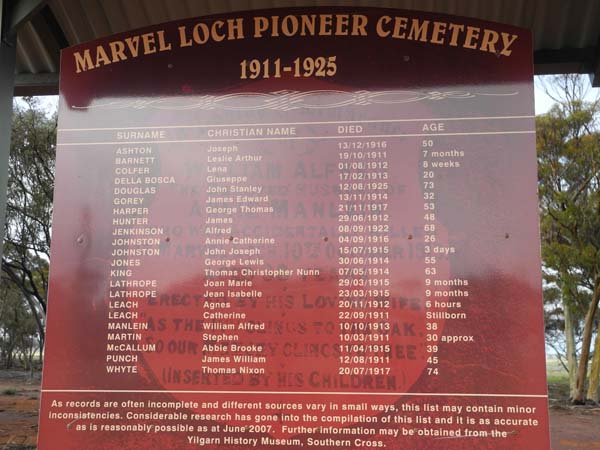 MARVEL LOCH PIONEER CEMETERY
1911-1925
SURNAME CHRISTIAN NAME DIED AGE
ASHTON Joseph 13/12/1916 50
BARNETT Leslie Arthur 19/10/1911 7 months
COLFER Lena 01/08/1912 8 weeks
DELLA BOSCA Giuseppe 17/02/1913 20
DOUGLAS John Stanley 12/08/1925 73
GOREY James Edward 13/11/1914 32
HARPER George Thomas 21/11/1917 53
HUNTER James 29/06/1912 48
JENKINSON Alfred 08/09/1922 68
JOHNSTON Annie Catherine 04/09/1916 26
JOHNSTON John Joseph 15/07/1915 3 days
JONES George Lewis 30/06/1914 55
KING Thomas Christopher Nunn 07/05/1914 63
LATHROPE Joan Marie 29/03/1915 9 months
LATHROPE Jean Isabelle 23/03/1915 9 months
LEACH Agnes 20/11/1912 6 hours
LEACH Catherine 22/09/1911 Stillborn
MANLEIN William Alfred 10/10/1913 38
MARTIN Stephen 10/03/1911 30 approx
McCALLUM Abbie Brooke 11/04/1915 39
PUNCH James William 12/08/1911 45
WHYTE Thomas Nixon 20/07/1917 74
(INSERTED BY HIS CHILDREN.)
As records are often incomplete and different sources vary in small ways, this list may contain minor
inconsistencies. Considerable research has gone into the compilation of this list and it is as accurate
as is reasonably possible as at June 2007. Further information may be obtained from the
Yilgarn History Museum, Southern Cross.